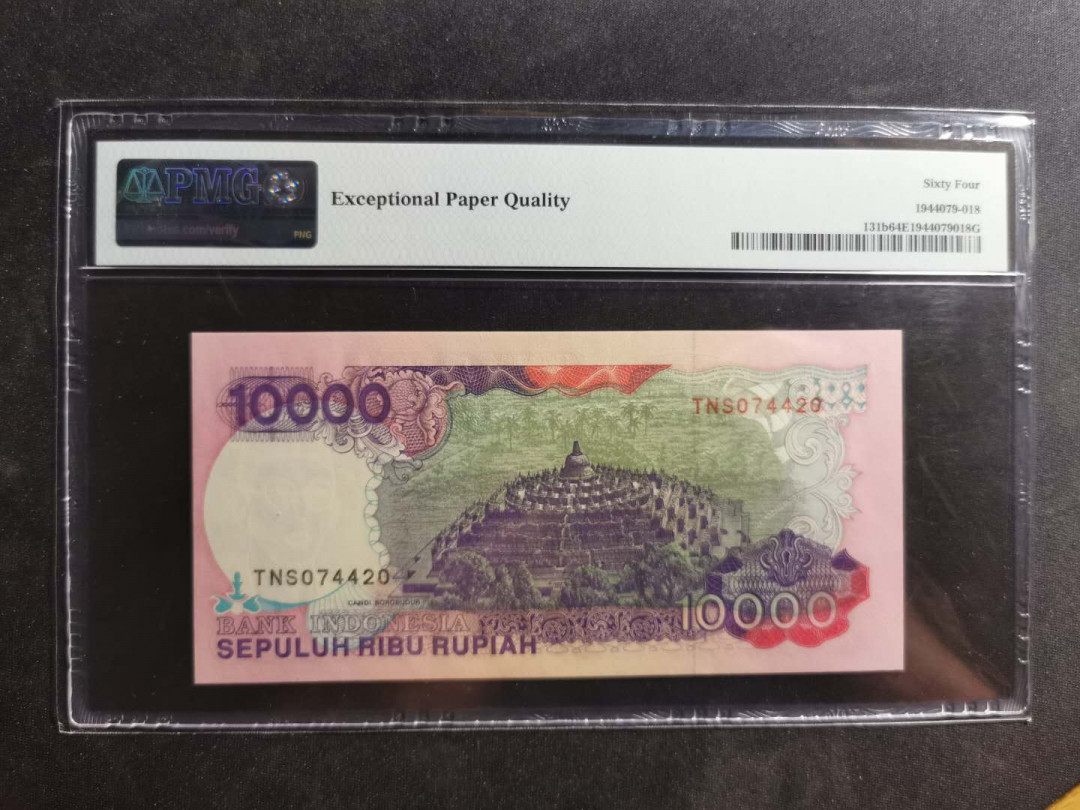 PMG
Exceptional Paper Quality
Sixty Four
1944079-018
131b64E1944079018G
PNG
10000
TNS074420
TNS074420
CANDI BOROBUDUR
10000
BANK INDONESIA
SEPULUH RIBU RUPIAH